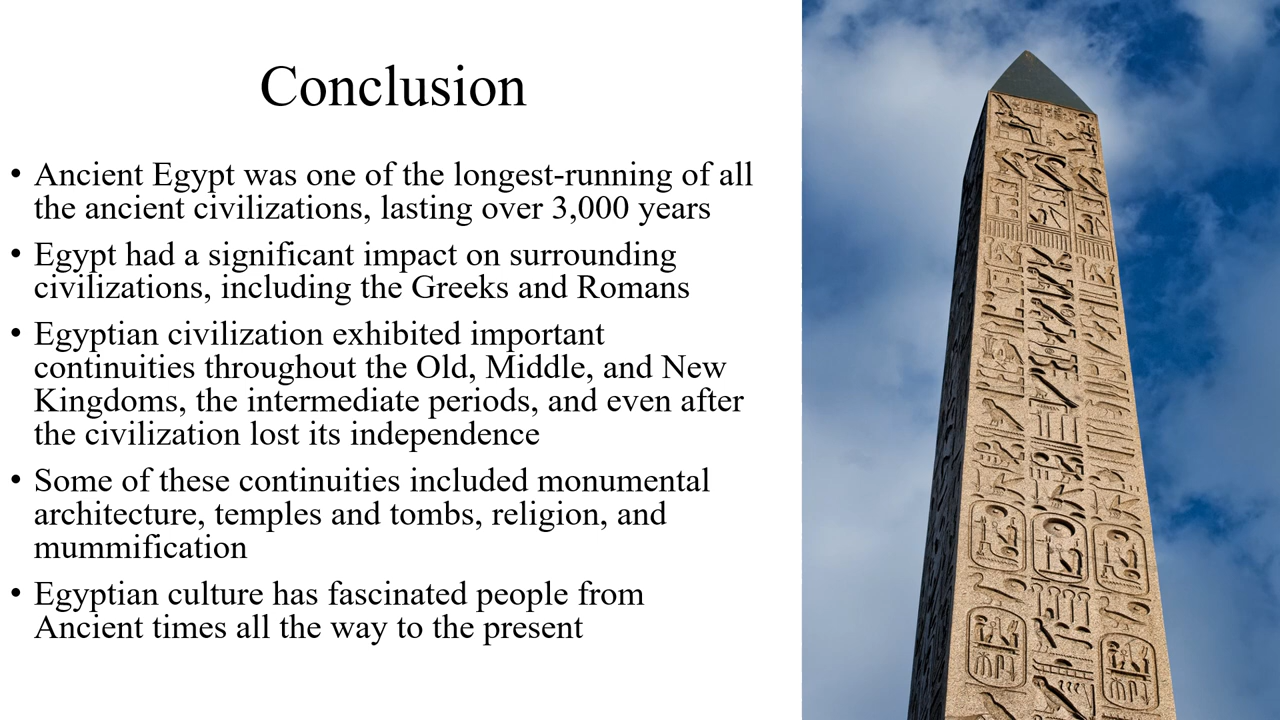 Conclusion
• Ancient Egypt was one of the longest-running of all
the ancient civilizations, lasting over 3,000 years
• Egypt had a significant impact on surrounding
civilizations, including the Greeks and Romans
• Egyptian civilization exhibited important
continuities throughout the Old, Middle, and New
Kingdoms, the intermediate periods, and even after
the civilization lost its independence
• Some of these continuities included monumental
architecture, temples and tombs, religion, and
mummification
• Egyptian culture has fascinated people from
Ancient times all the way to the present